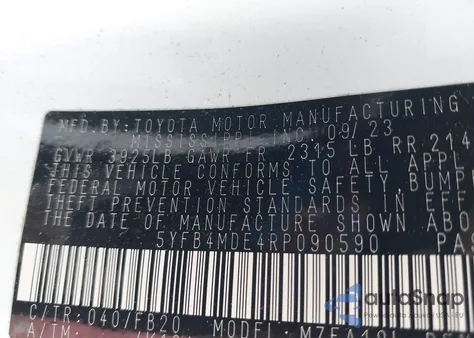 MFD.BY:TOYOTA MOTOR MANUFACTURING
MISSISSIPPI,INC. 09/23
GVWR 3925LB GAWR FR 2315 LB RR.214
THIS VEHICLE CONFORMS TO ALL APPL
FEDERAL MOTOR VEHICLE SAFETY,BUMP
THEFT PREVENTION STANDARDS IN EFF
THE DATE OF MANUFACTURE SHOWN ABO
5YFB4MDE4RP090590 PA
C/TR:040/FB20 MODEL:
A/TM:
autoSnap